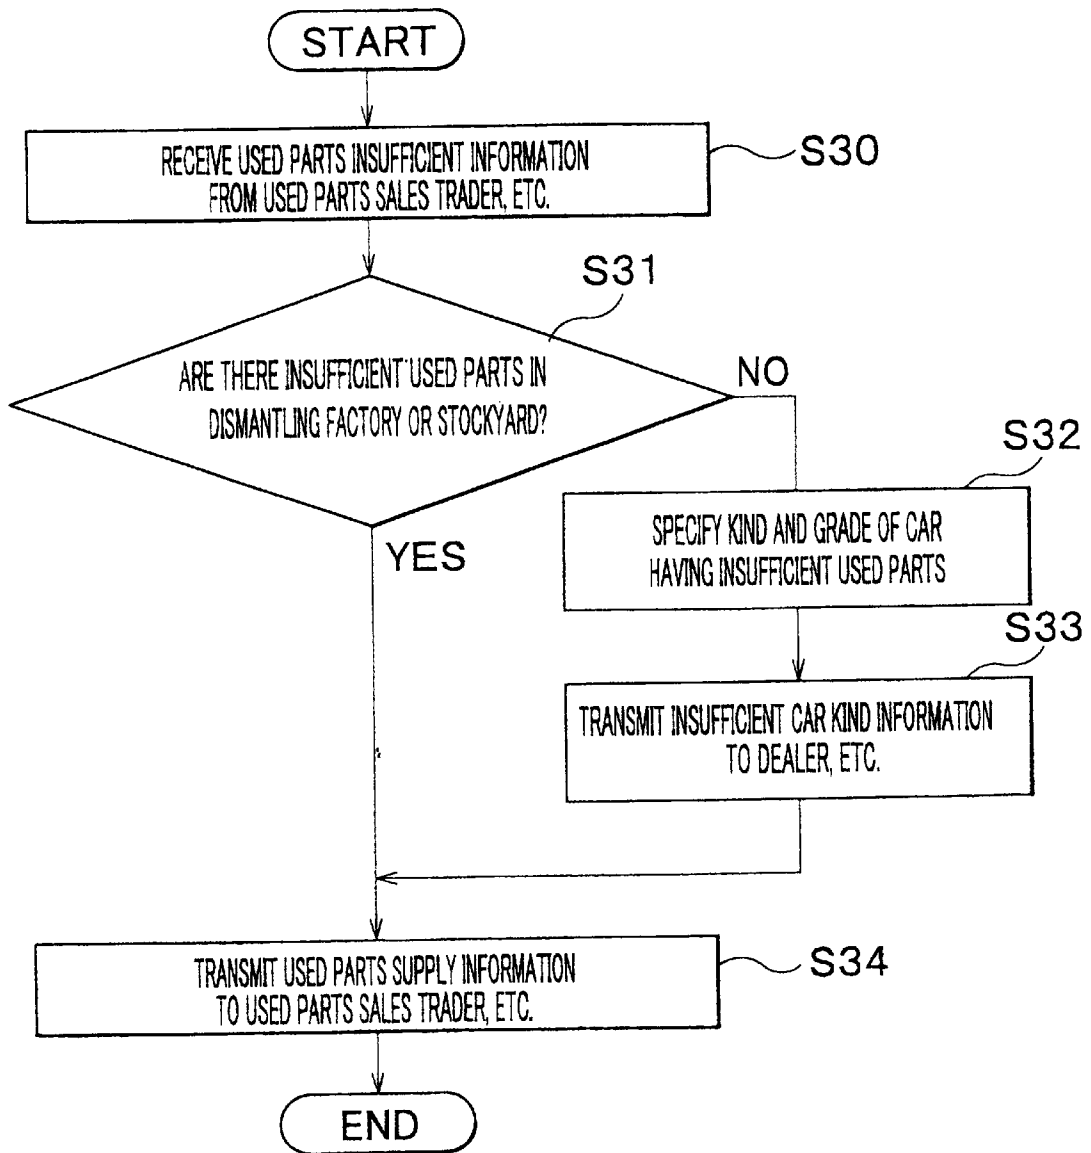 START
RECEIVE USED PARTS INSUFFICIENT INFORMATION
FROM USED PARTS SALES TRADER, ETC.
S30
S31
ARE THERE INSUFFICIENT USED PARTS IN
DISMANTLING FACTORY OR STOCKYARD?
NO
YES
S32
SPECIFY KIND AND GRADE OF CAR
HAVING INSUFFICIENT USED PARTS
S33
TRANSMIT INSUFFICIENT CAR KIND INFORMATION
TO DEALER, ETC.
TRANSMIT USED PARTS SUPPLY INFORMATION
TO USED PARTS SALES TRADER, ETC.
S34
END